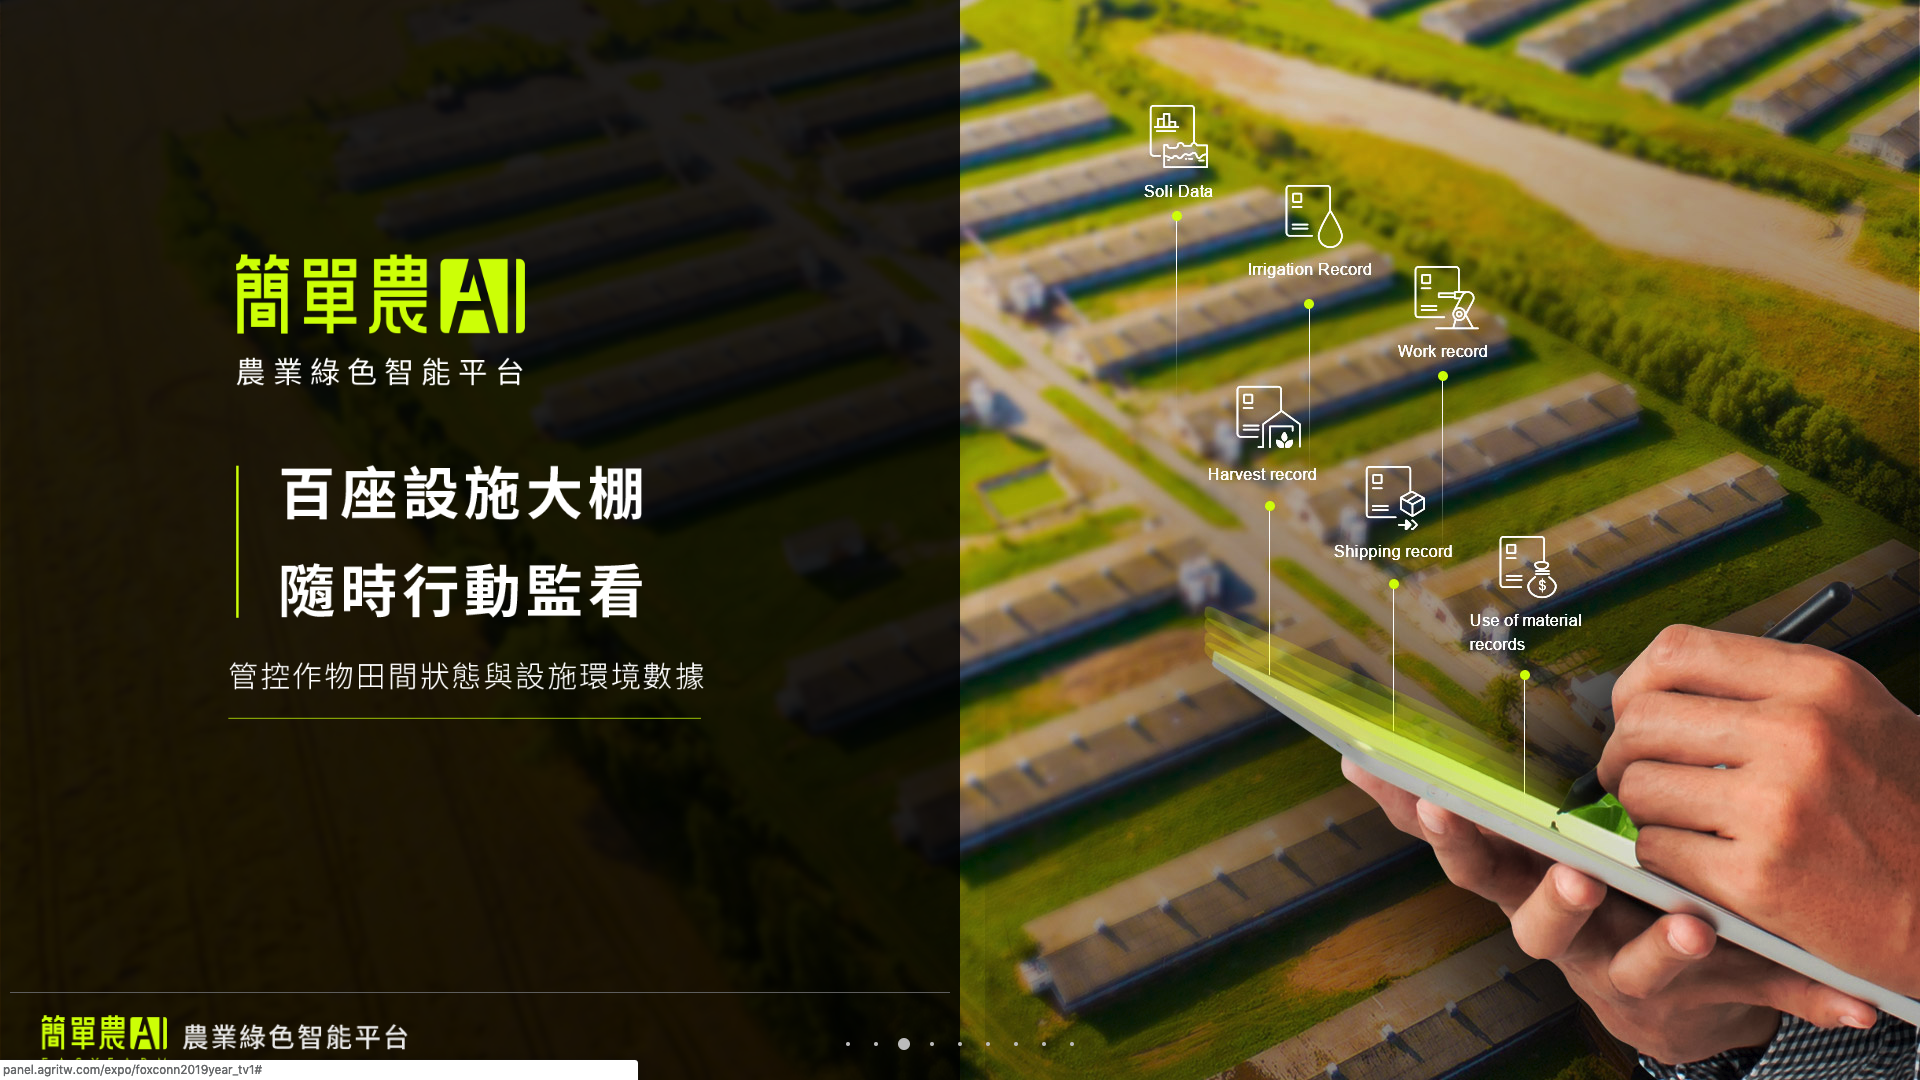 簡單農AI
農業綠色智能平台
百座設施大棚
隨時行動監看
管控作物田間狀態與設施環境數據
Soli Data
Irrigation Record
Work record
Harvest record
Shipping record
Use of material
records
簡單農AI 農業綠色智能平台
panel.agritw.com/expo/foxconn2019year_tv1#